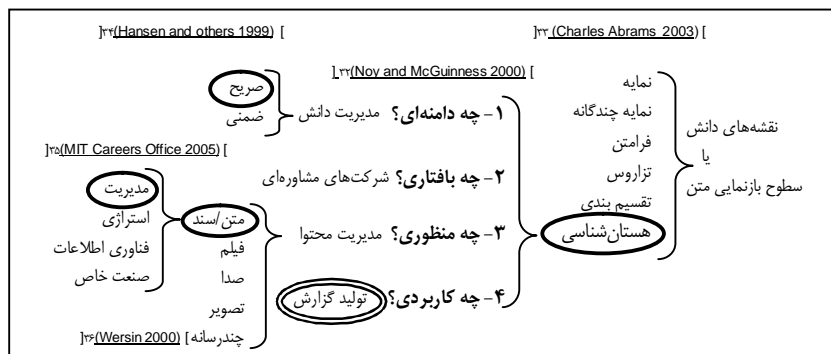 [(Charles Abrams 2003) ۳۳]
[(Hansen and others 1999)۳۴]
[(Noy and McGuinness 2000)۳۲]
نقشه‌های دانش
یا
سطوح بازنمایی متن
نمایه
نمایه چندگانه
فرامتن
تزاروس
تقسیم بندی
هستان‌شناسی
۱- چه دامنه‌ای؟ مدیریت دانش
صریح
ضمنی
۲- چه بافتاری؟ شرکت‌های مشاوره‌ای
۳- چه منظوری؟ مدیریت محتوا
متن/سند
فیلم
صدا
تصویر
چندرسانه [(Wersin 2000)۳۶]
[(MIT Careers Office 2005)۳۵]
مدیریت
استراژی
فناوری اطلاعات
صنعت خاص
۴- چه کاربردی؟ تولید گزارش